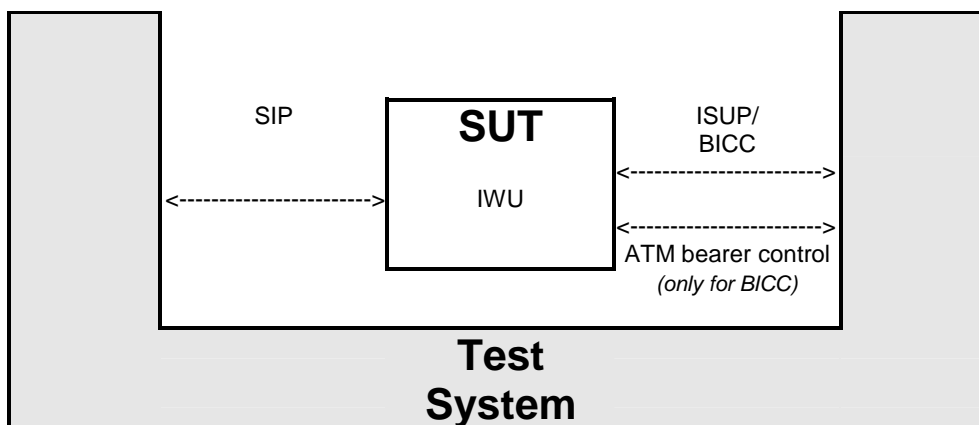 SIP
SUT
ISUP/
BICC
IWU
<----------------------->
<----------------------->
<----------------------->
ATM bearer control
(only for BICC)
Test
System